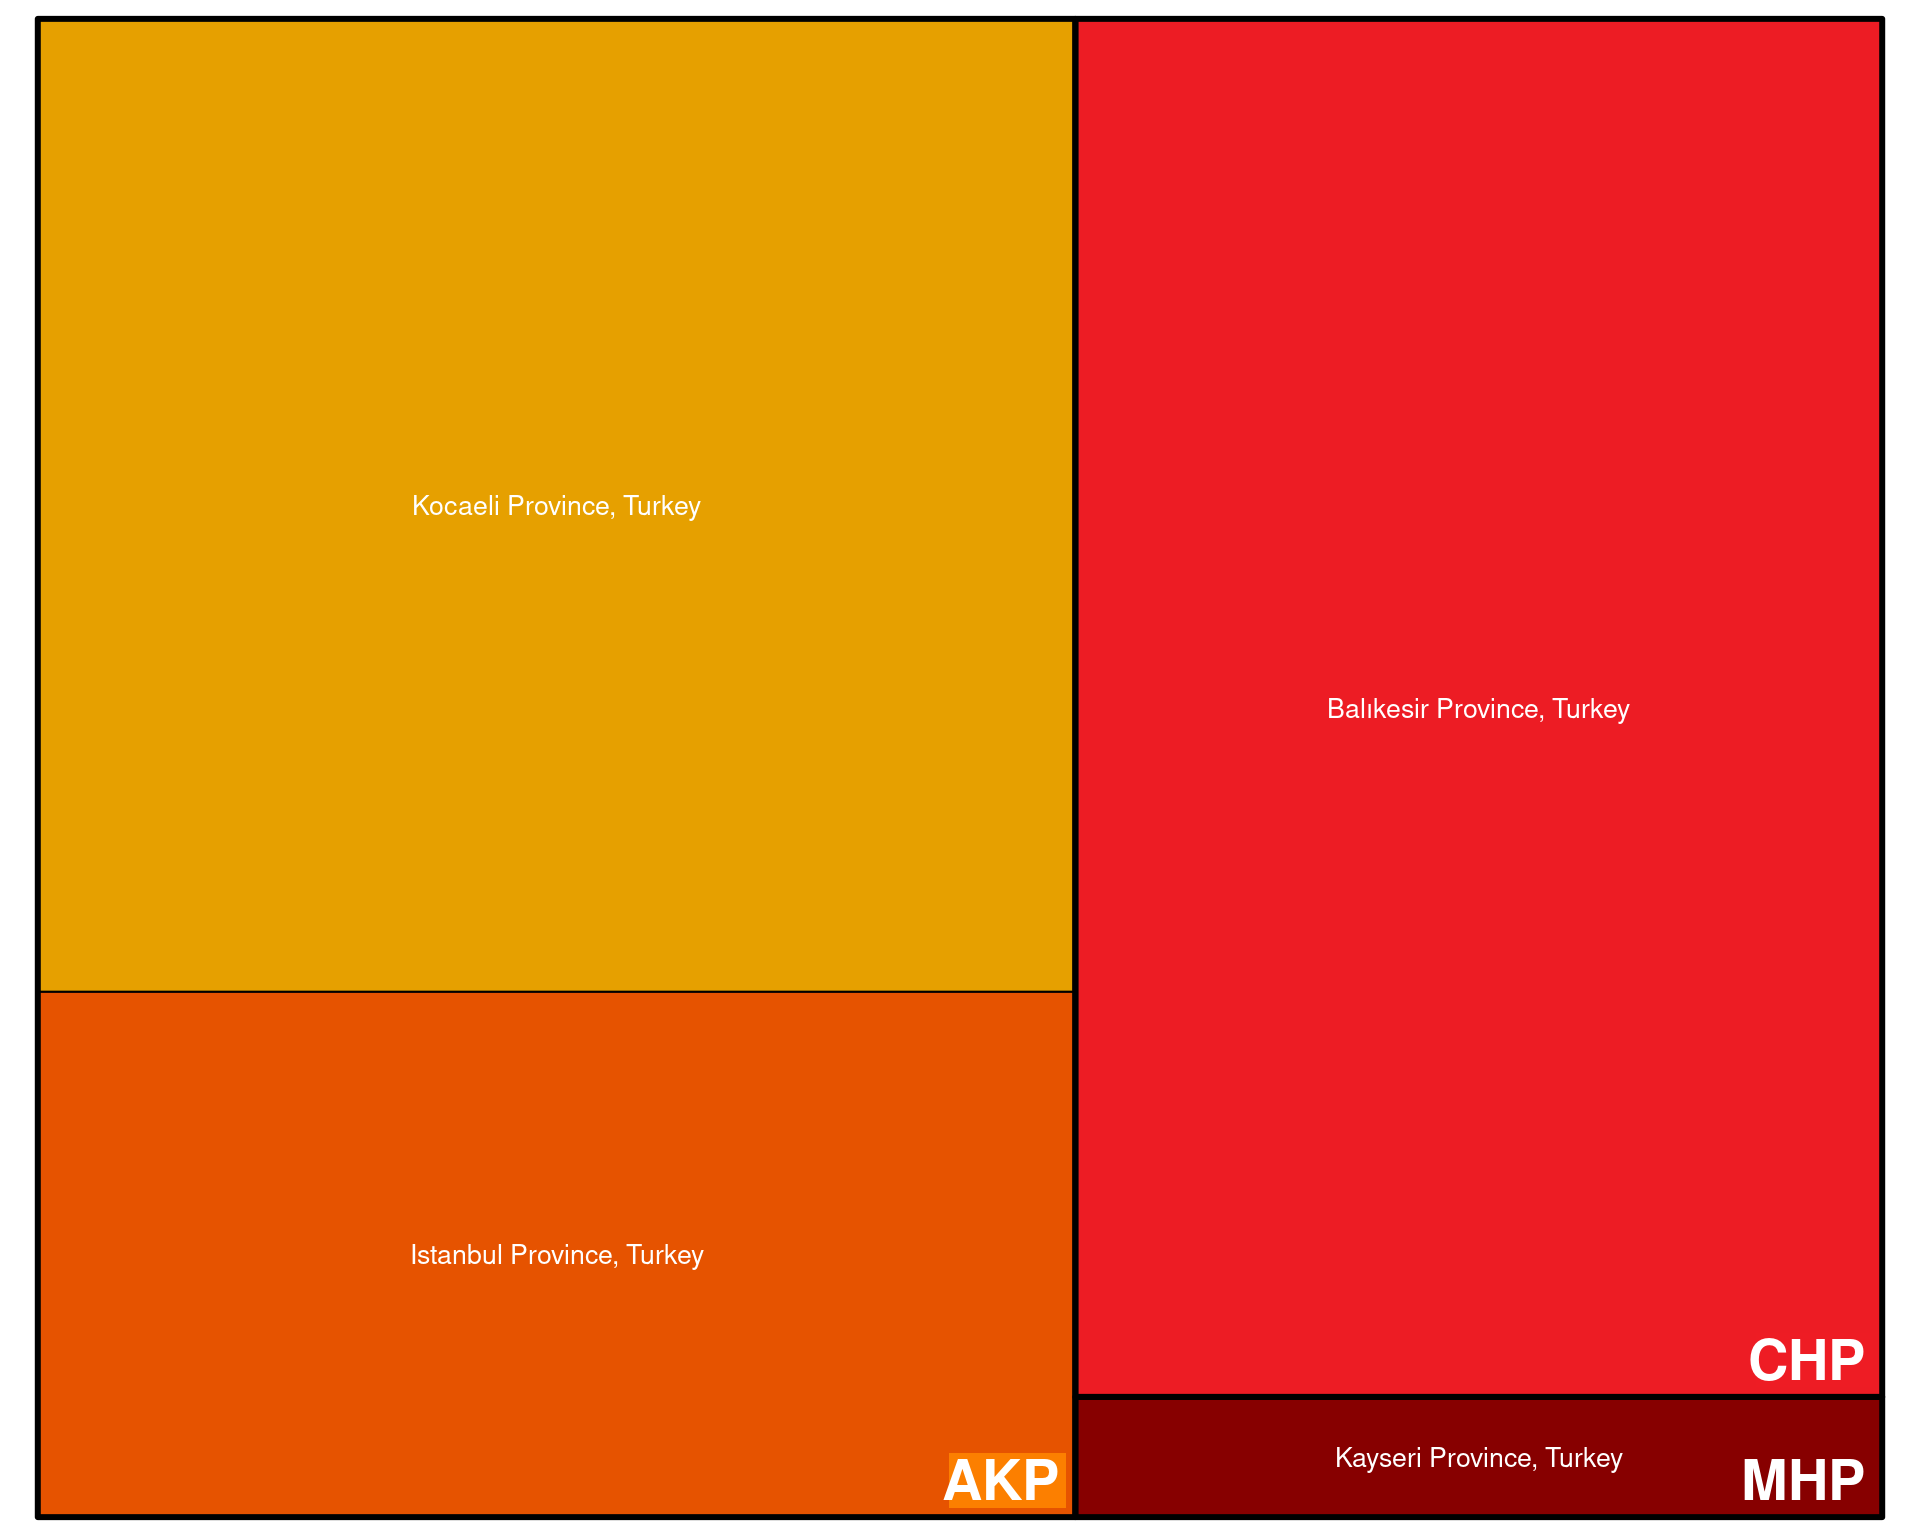 Kocaeli Province, Turkey
Istanbul Province, Turkey
AKP
Balıkesir Province, Turkey
CHP
Kayseri Province, Turkey
MHP